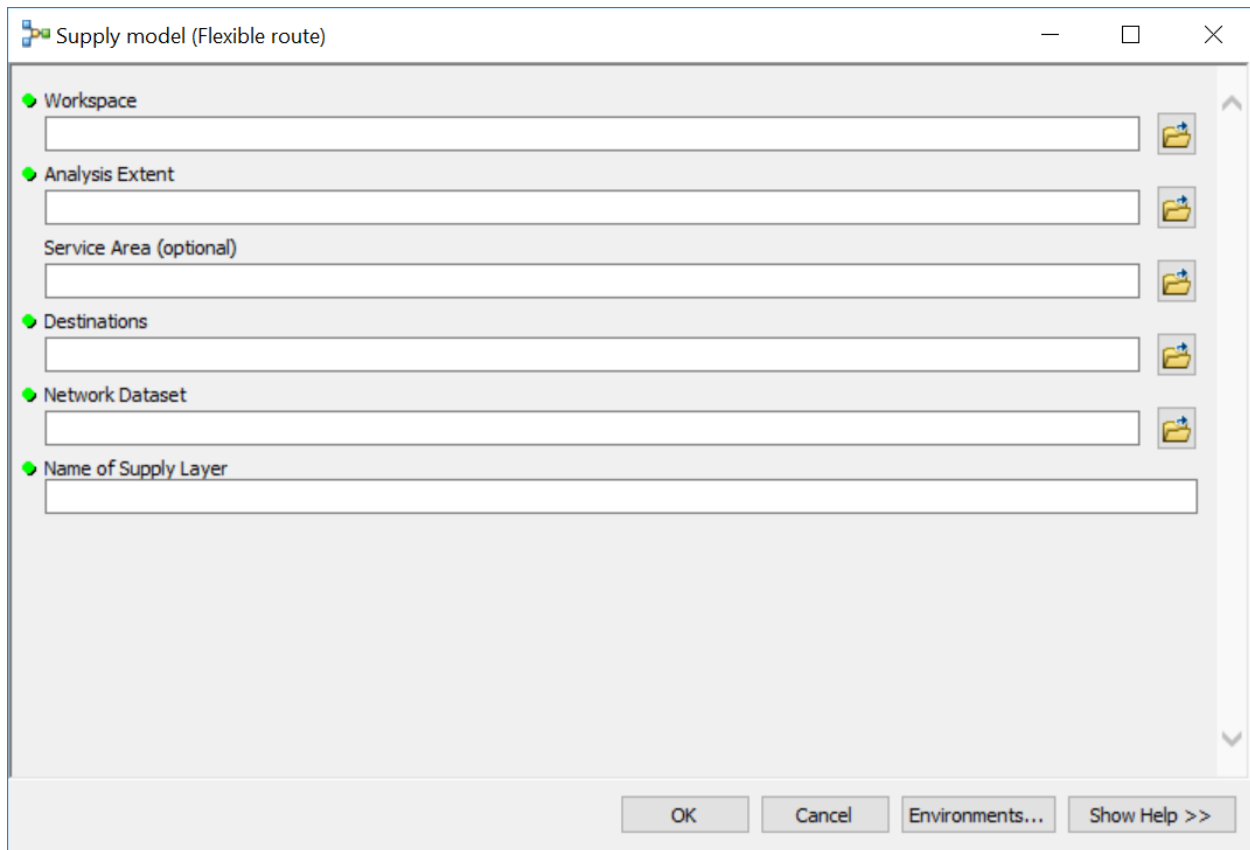 Supply model (Flexible route)
Workspace
Analysis Extent
Service Area (optional)
Destinations
Network Dataset
Name of Supply Layer
OK Cancel Environments... Show Help >>